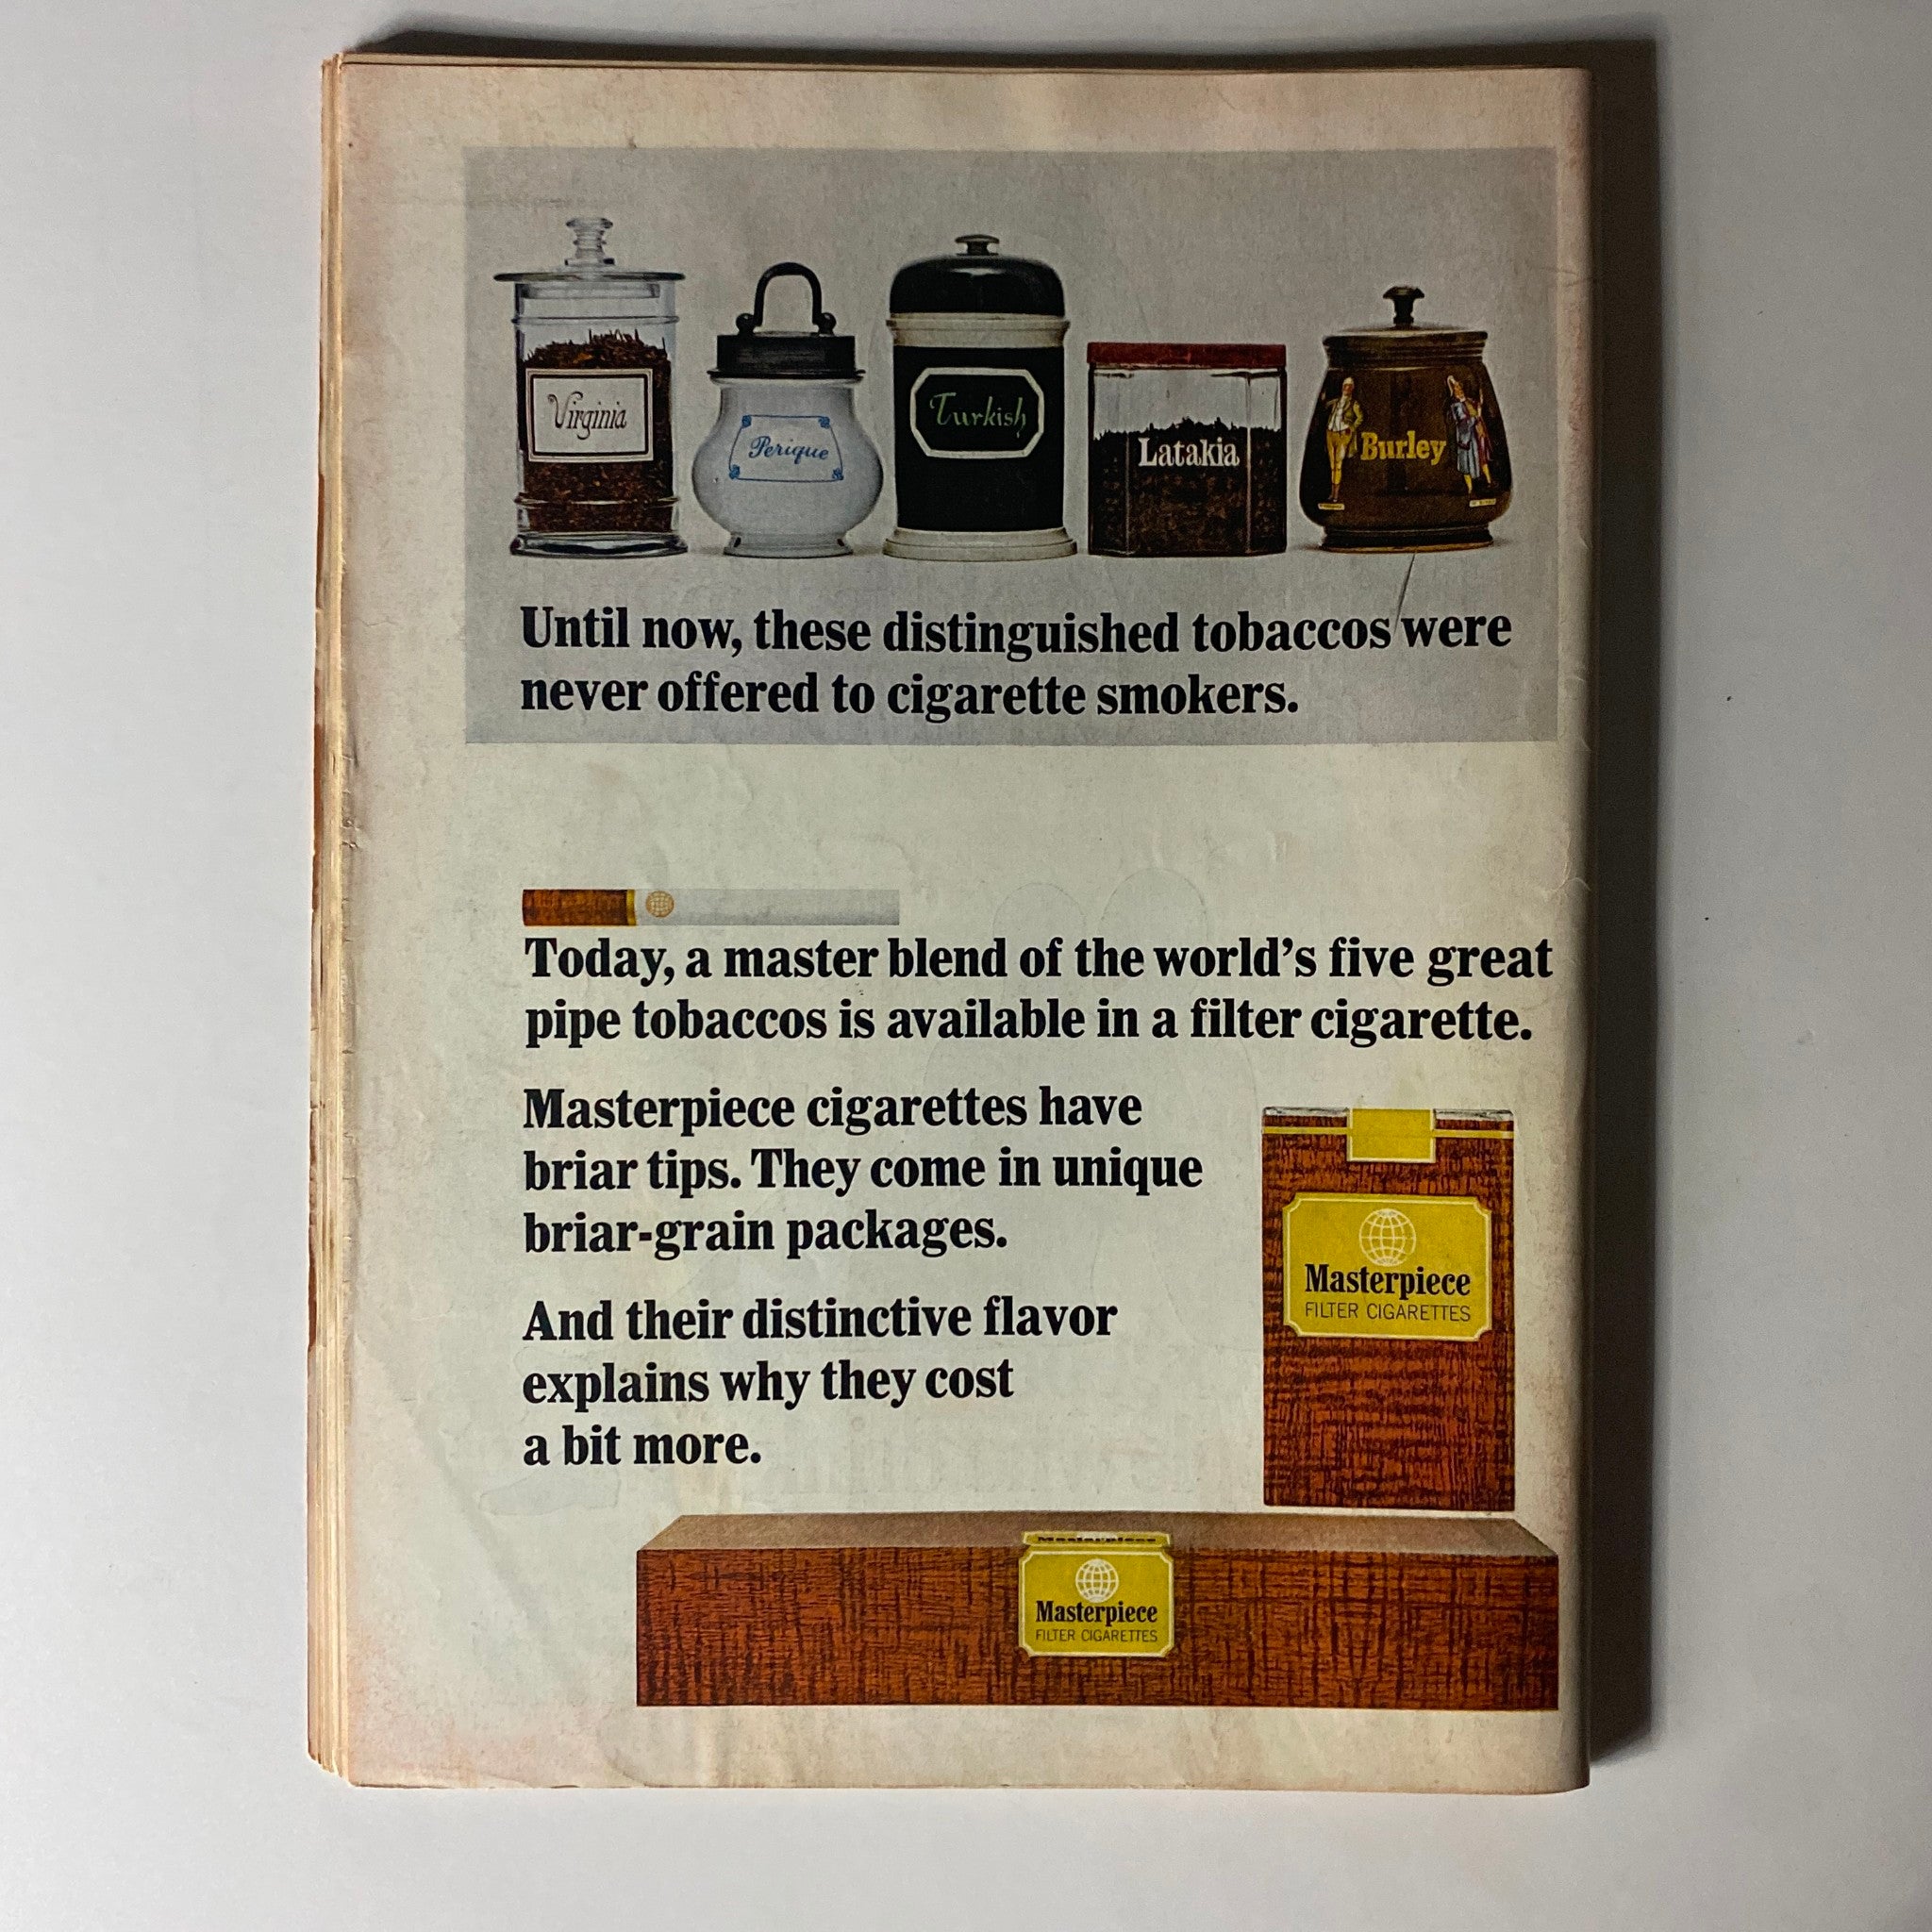 Virginia
Perique
Turkish
Latakia
Burley
Until now, these distinguished tobaccos were
never offered to cigarette smokers.
Today, a master blend of the world's five great
pipe tobaccos is available in a filter cigarette.
Masterpiece cigarettes have
briar tips. They come in unique
briar-grain packages.
And their distinctive flavor
explains why they cost
a bit more.
Masterpiece
FILTER CIGARETTES
Masterpiece
Masterpiece
FILTER CIGARETTES